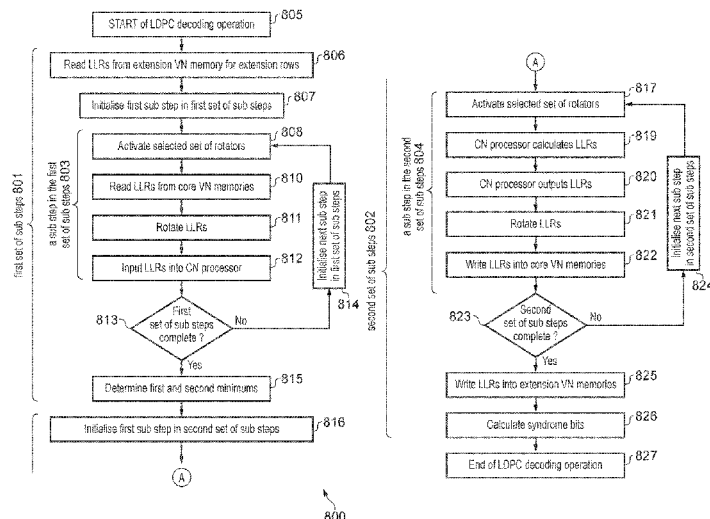 START of LDPC decoding operation
805
Read LLRs from extension VN memory for extension rows
806
Initialise first sub step in first set of sub steps
807
808
Activate selected set of rotators
Read LLRs from core VN memories
810
Rotate LLRs
811
Input LLRs into CN processor
812
813
First
set of sub steps
complete ?
No
Yes
Initialise next sub step
in first set of sub steps
814
Determine first and second minimums
815
Initialise first sub step in second set of sub steps
816
A
first set of sub steps 801
a sub step in the first
set of sub steps 803
800
A
817
Activate selected set of rotators
CN processor calculates LLRs
819
CN processor outputs LLRs
820
Rotate LLRs
821
Write LLRs into core VN memories
822
823
Second
set of sub steps
complete ?
No
Yes
Initialise next sub step
in second set of sub steps
824
Write LLRs into extension VN memories
825
Calculate syndrome bits
826
End of LDPC decoding operation
827
second set of sub steps 802
a sub step in the second
set of sub steps 804